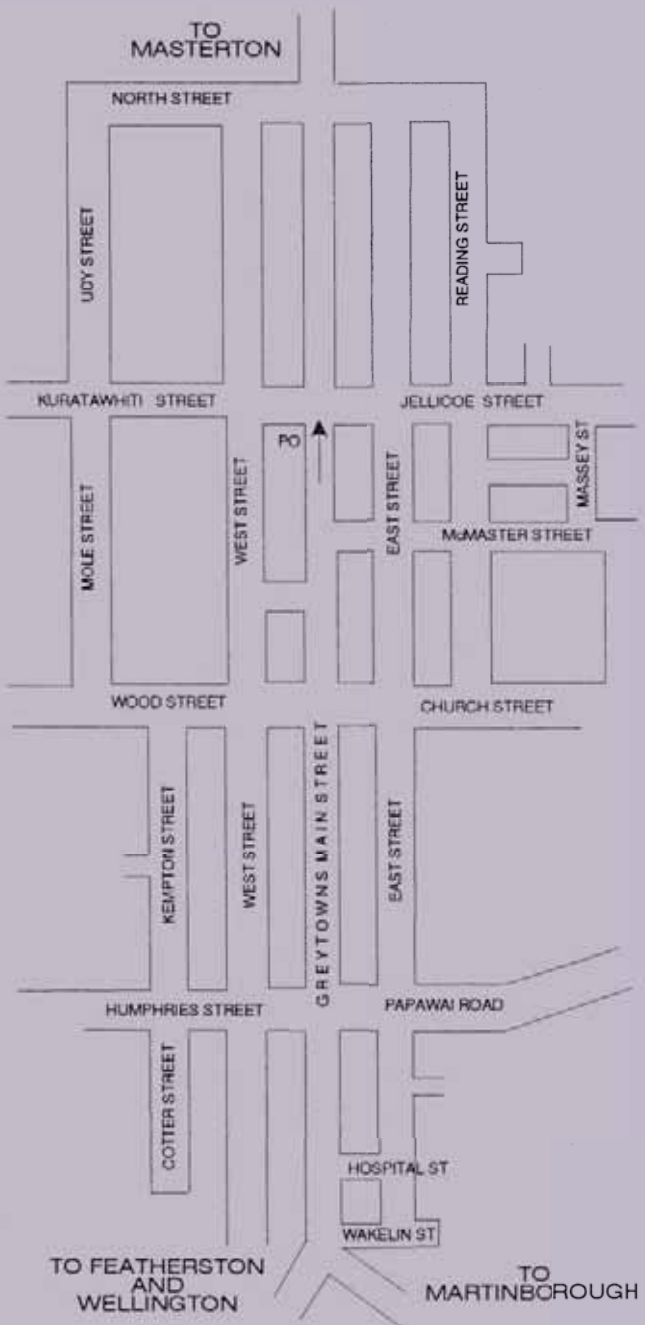 TO
MASTERTON
NORTH STREET
UDY STREET
READING STREET
KURATAWHITI STREET
JELLICOE STREET
PO
MASSEY ST
MOLE STREET
WEST STREET
EAST STREET
McMASTER STREET
WOOD STREET
CHURCH STREET
KEMPTON STREET
WEST STREET
GREYTOWNS MAIN STREET
EAST STREET
HUMPHRIES STREET
PAPAWAI ROAD
COTTER STREET
HOSPITAL ST
WAKELIN ST
TO FEATHERSTON
AND
WELLINGTON
TO
MARTINBOROUGH